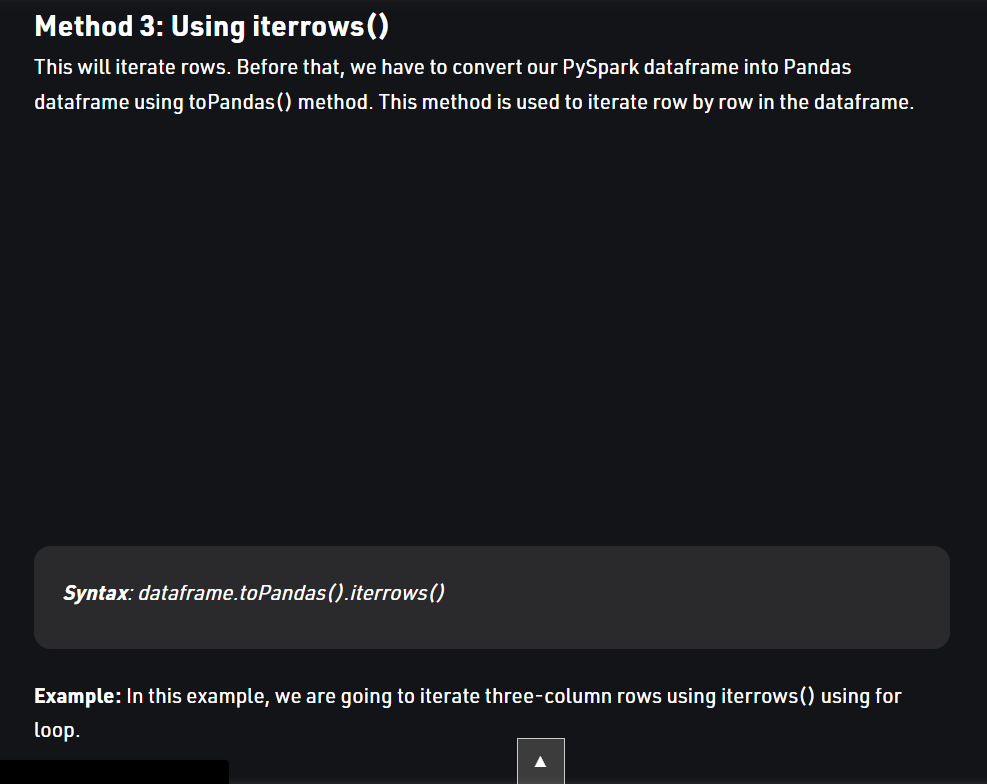 Method 3: Using iterrows()
This will iterate rows. Before that, we have to convert our PySpark dataframe into Pandas
dataframe using toPandas() method. This method is used to iterate row by row in the dataframe.
Syntax: dataframe.toPandas().iterrows()
Example: In this example, we are going to iterate three-column rows using iterrows() using for
loop.